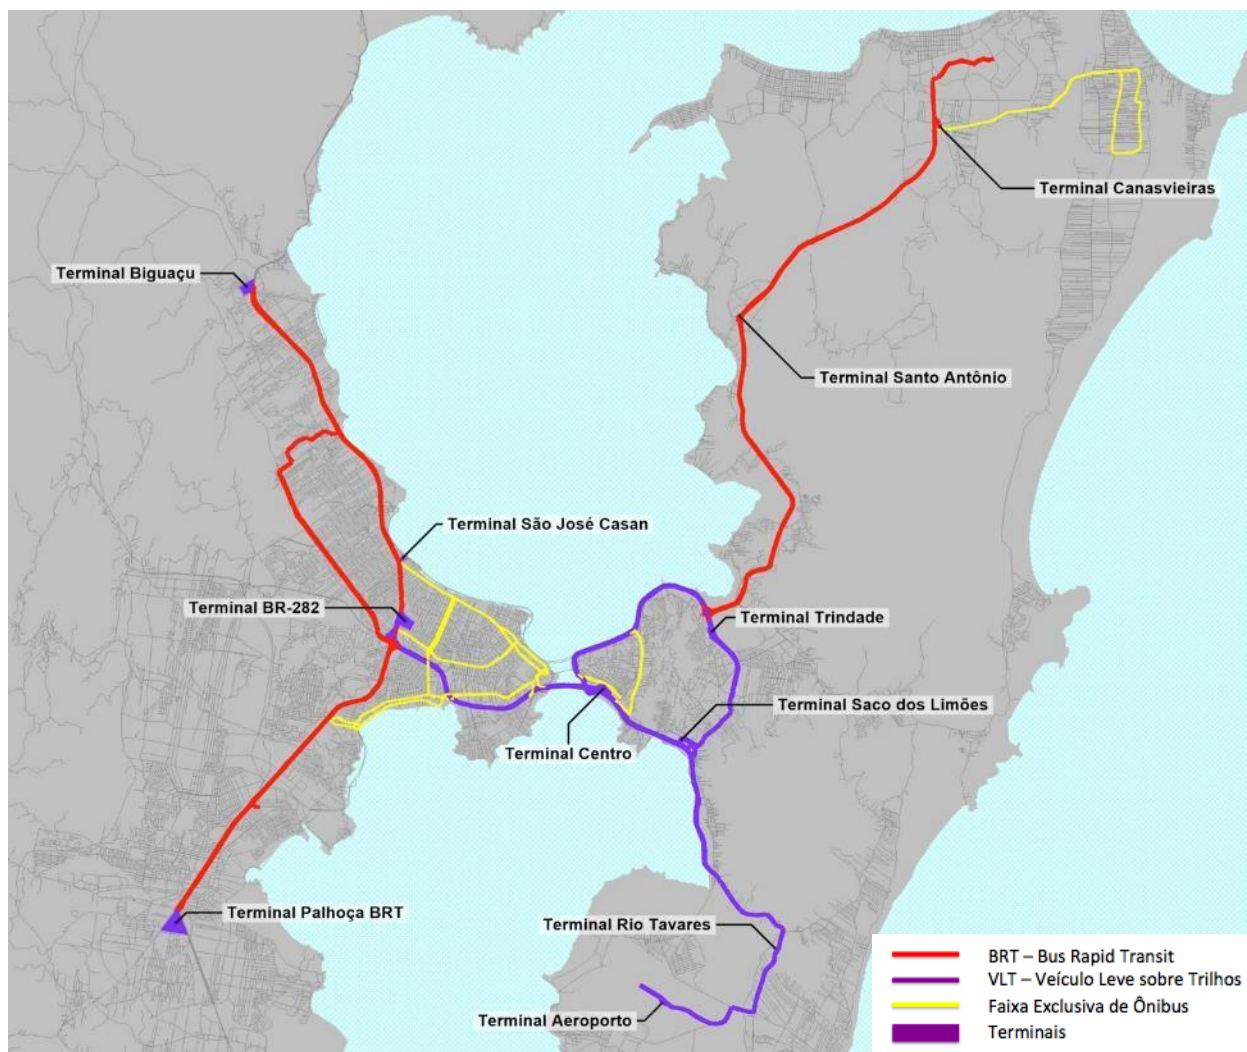 Terminal Canasvieiras
Terminal Biguaçu
Terminal Santo Antônio
Terminal São José Casan
Terminal BR-282
Terminal Trindade
Terminal Saco dos Limões
Terminal Centro
Terminal Palhoça BRT
Terminal Rio Tavares
Terminal Aeroporto
BRT – Bus Rapid Transit
VLT – Veículo Leve sobre Trilhos
Faixa Exclusiva de Ônibus
Terminais